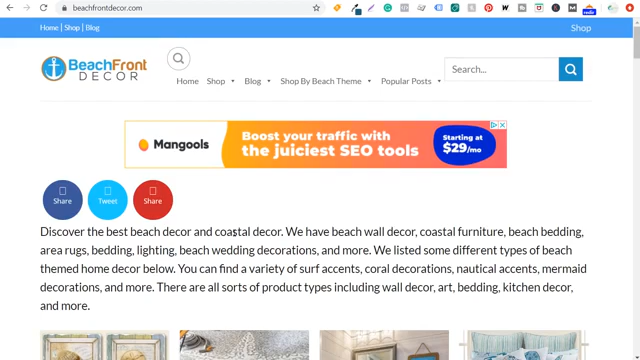 beachfrontdecor.com
Home | Shop | Blog
Shop
BeachFront
DECOR
Home Shop Blog Shop By Beach Theme Popular Posts
Search...
Mangools
Boost your traffic with
the juiciest SEO tools
Starting at
$29/mo
Share
Tweet
Share
Discover the best beach decor and coastal decor. We have beach wall decor, coastal furniture, beach bedding,
area rugs, bedding, lighting, beach wedding decorations, and more. We listed some different types of beach
themed home decor below. You can find a variety of surf accents, coral decorations, nautical accents, mermaid
decorations, and more. There are all sorts of product types including wall decor, art, bedding, kitchen decor,
and more.